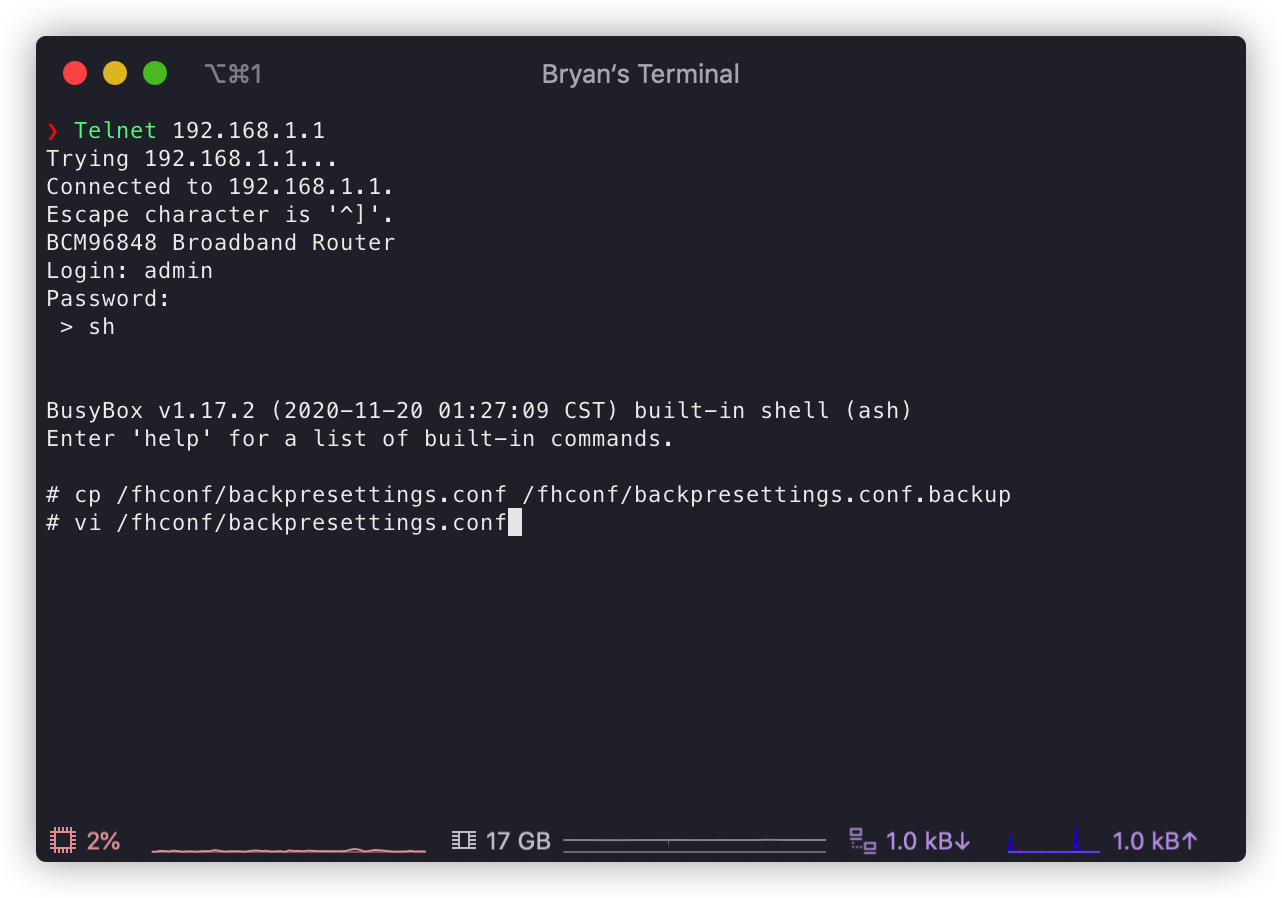 ⌥⌘1
Bryan‘s Terminal
❯ Telnet 192.168.1.1
Trying 192.168.1.1...
Connected to 192.168.1.1.
Escape character is '^]'.
BCM96848 Broadband Router
Login: admin
Password:
 > sh
BusyBox v1.17.2 (2020-11-20 01:27:09 CST) built-in shell (ash)
Enter 'help' for a list of built-in commands.
# cp /fhconf/backpresettings.conf /fhconf/backpresettings.conf.backup
# vi /fhconf/backpresettings.conf
2% 17 GB 1.0 kB↓ 1.0 kB↑